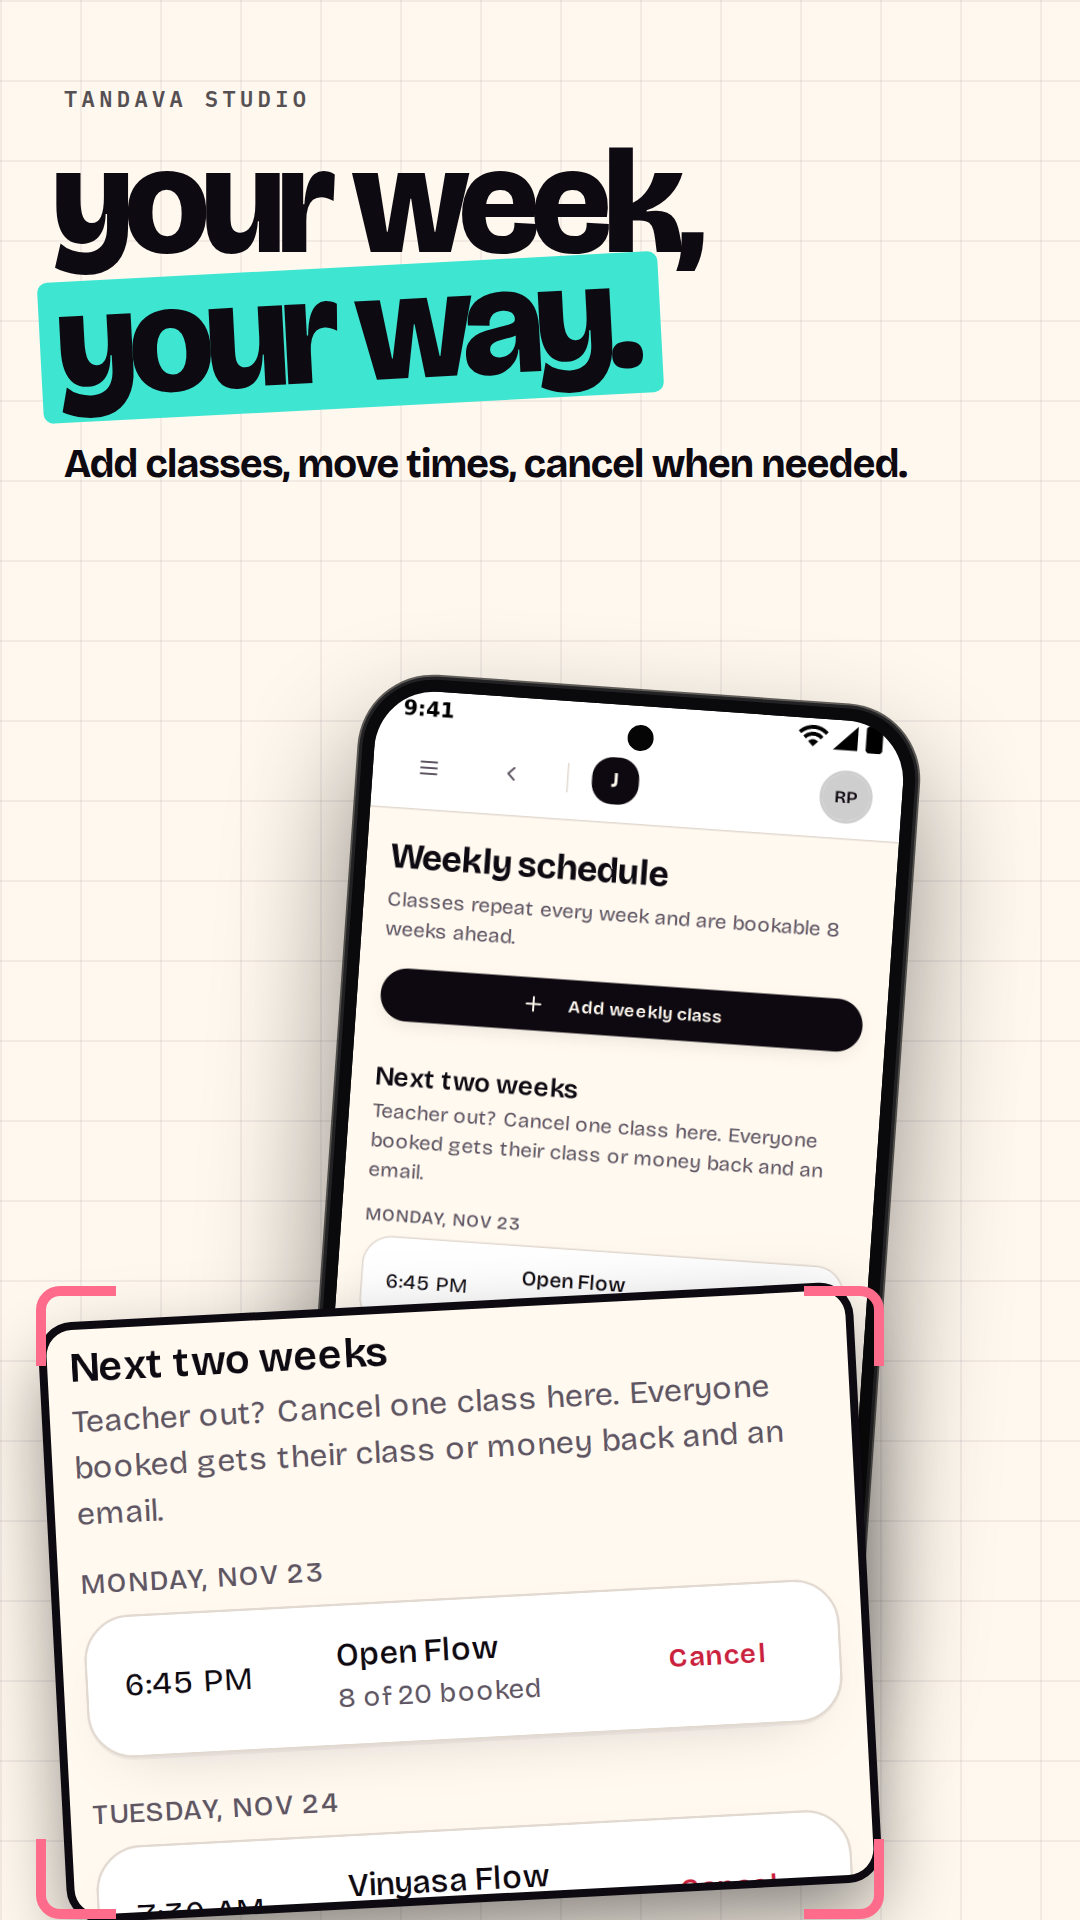 TANDAVA STUDIO
your week,
your way.
Add classes, move times, cancel when needed.
9:41
J
RP
Weekly schedule
Classes repeat every week and are bookable 8
weeks ahead.
Add weekly class
Next two weeks
Teacher out? Cancel one class here. Everyone
booked gets their class or money back and an
email.
MONDAY, NOV 23
6:45 PM
Open Flow
Next two weeks
Teacher out? Cancel one class here. Everyone
booked gets their class or money back and an
email.
MONDAY, NOV 23
6:45 PM
Open Flow
8 of 20 booked
Cancel
TUESDAY, NOV 24
Vinyasa Flow
7:30 AM
Cancel